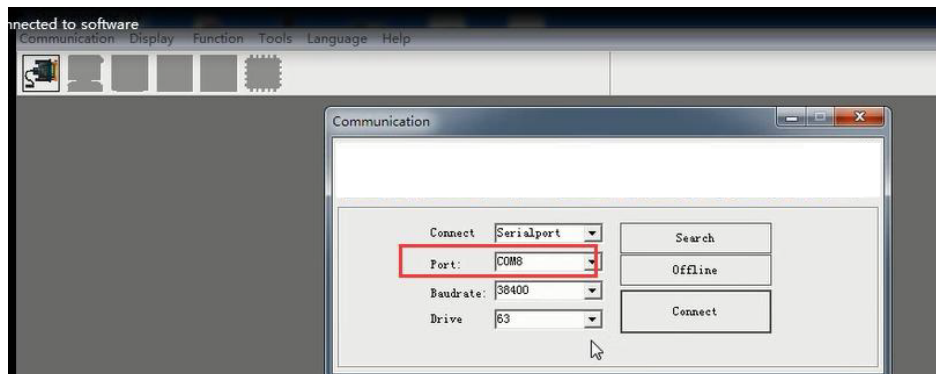 nnected to software
Communication Display Function Tools Language Help
Communication
Connect Serialport Search
Port: COM8 Offline
Baudrate: 38400 Connect
Drive 63